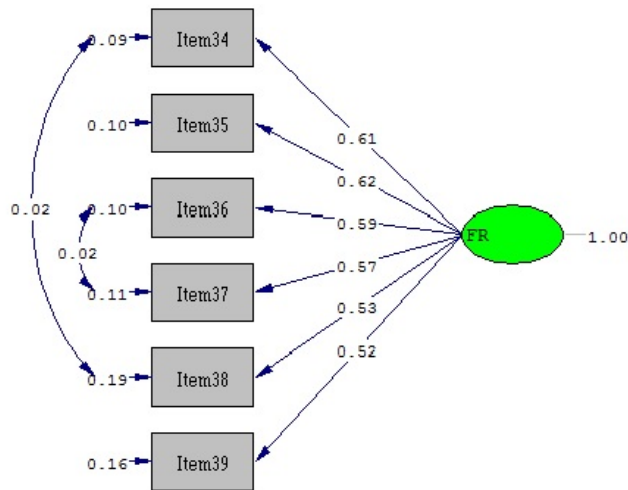 0.09 Item34
0.61
0.10 Item35
0.62
0.02
0.10 Item36
0.59
FR 1.00
0.02
0.57
0.11 Item37
0.53
0.19 Item38
0.52
0.16 Item39